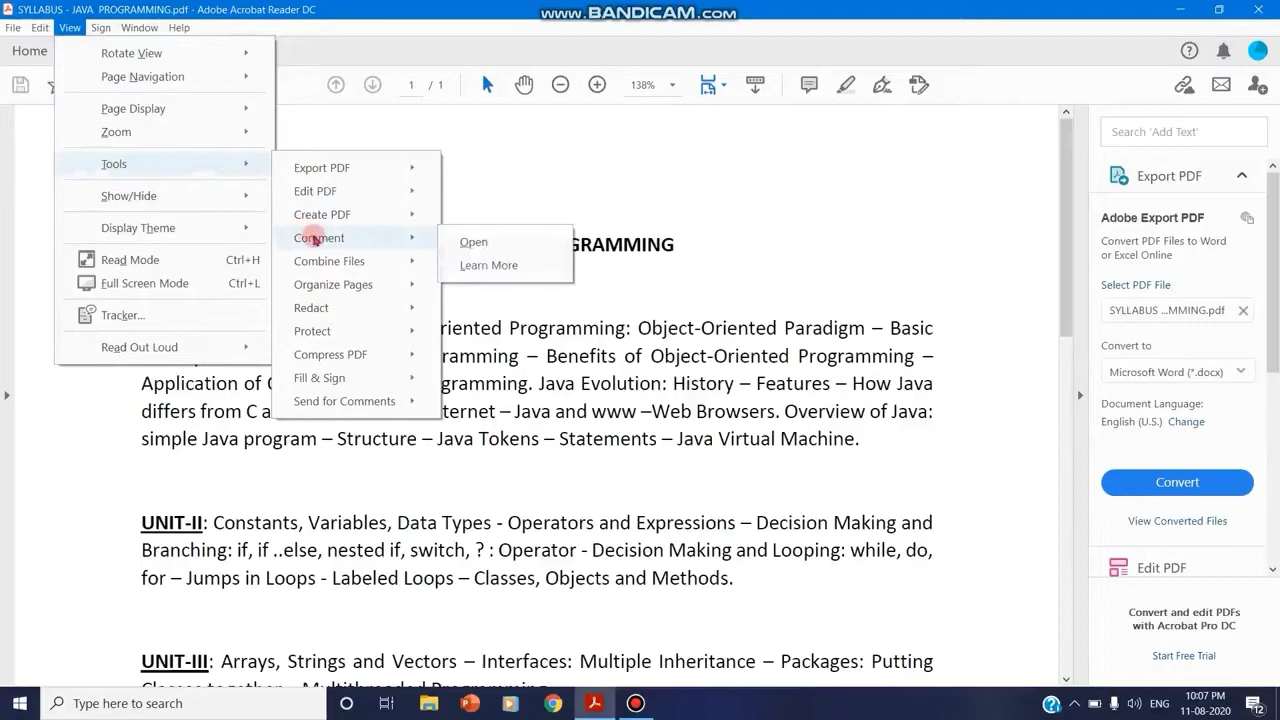 SYLLABUS - JAVA PROGRAMMING.pdf - Adobe Acrobat Reader DC
www.BANDICAM.com
File Edit View Sign Window Help
Home
1 / 1
138%
Rotate View
Page Navigation
Page Display
Zoom
Tools
Show/Hide
Display Theme
Read Mode Ctrl+H
Full Screen Mode Ctrl+L
Tracker...
Read Out Loud
Export PDF
Edit PDF
Create PDF
Comment
Combine Files
Organize Pages
Redact
Protect
Compress PDF
Fill & Sign
Send for Comments
Open
Learn More
GRAMMING
riented Programming: Object-Oriented Paradigm – Basic
gramming – Benefits of Object-Oriented Programming –
Application of O gramming. Java Evolution: History – Features – How Java
differs from C a ternet – Java and www –Web Browsers. Overview of Java:
simple Java program – Structure – Java Tokens – Statements – Java Virtual Machine.
UNIT-II: Constants, Variables, Data Types - Operators and Expressions – Decision Making and
Branching: if, if ..else, nested if, switch, ? : Operator - Decision Making and Looping: while, do,
for – Jumps in Loops - Labeled Loops – Classes, Objects and Methods.
UNIT-III: Arrays, Strings and Vectors – Interfaces: Multiple Inheritance – Packages: Putting
Classes together – Multithreaded Programming
Search 'Add Text'
Export PDF
Adobe Export PDF
Convert PDF Files to Word
or Excel Online
Select PDF File
SYLLABUS ...MMING.pdf
Convert to
Microsoft Word (*.docx)
Document Language:
English (U.S.) Change
Convert
View Converted Files
Edit PDF
Convert and edit PDFs
with Acrobat Pro DC
Start Free Trial
Type here to search
ENG
10:07 PM
11-08-2020
12